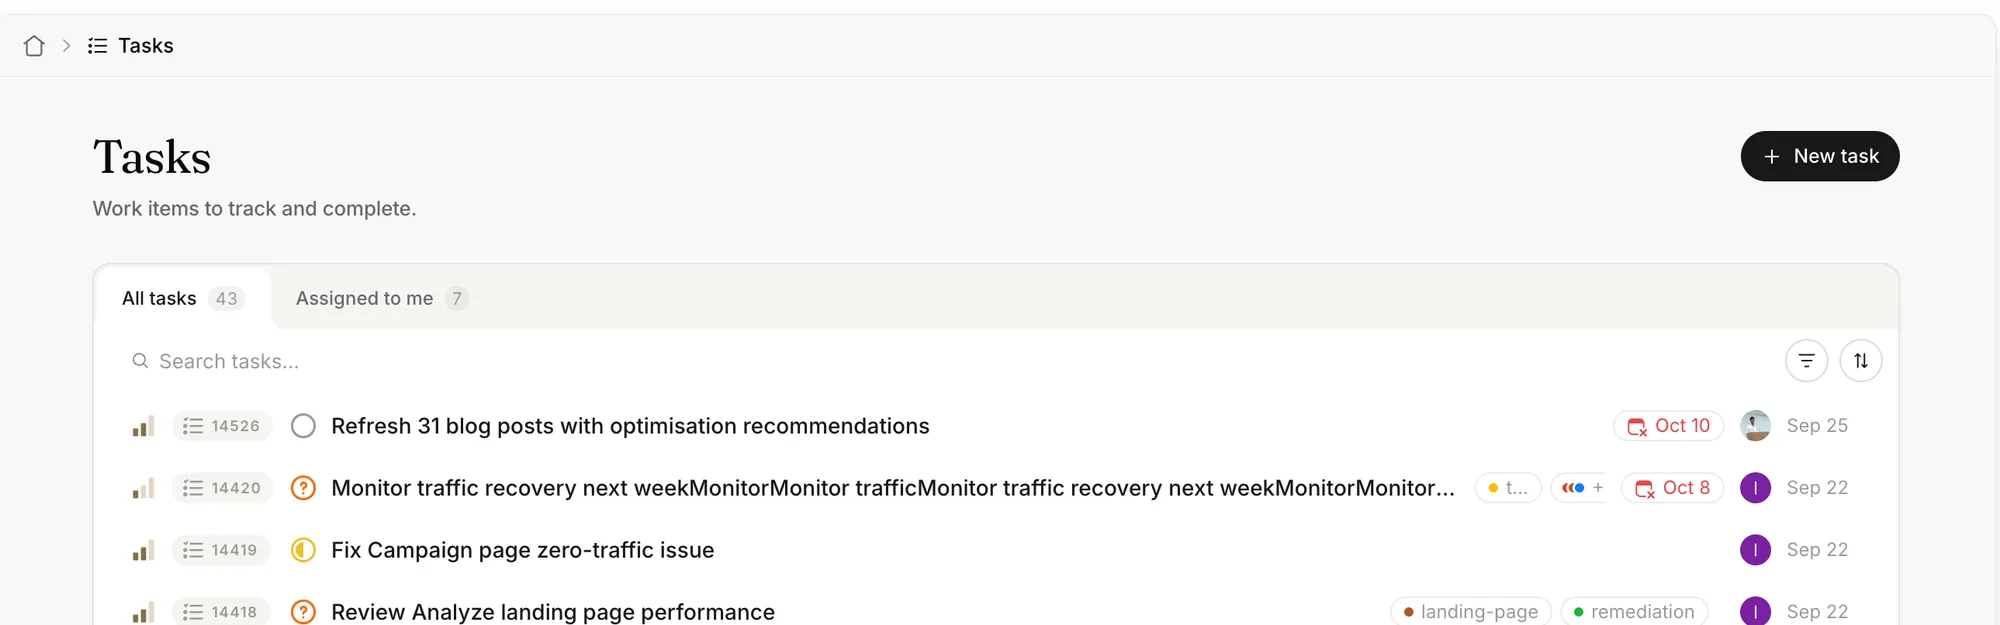 Tasks
Tasks
Work items to track and complete.
+ New task
All tasks 43 Assigned to me 7
Search tasks...
14526 Refresh 31 blog posts with optimisation recommendations Oct 10 Sep 25
14420 Monitor traffic recovery next weekMonitorMonitor trafficMonitor traffic recovery next weekMonitorMonitor... t... + Oct 8 I Sep 22
14419 Fix Campaign page zero-traffic issue I Sep 22
14418 Review Analyze landing page performance landing-page remediation I Sep 22